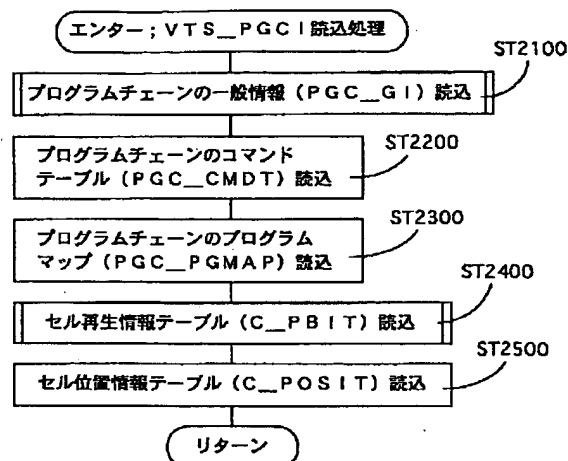 エンター；ＶＴＳ＿ＰＧＣＩ読込処理
ST2100
プログラムチェーンの一般情報（ＰＧＣ＿ＧＩ）読込
ST2200
プログラムチェーンのコマンド
テーブル（ＰＧＣ＿ＣＭＤＴ）読込
ST2300
プログラムチェーンのプログラム
マップ（ＰＧＣ＿ＰＧＭＡＰ）読込
ST2400
セル再生情報テーブル（Ｃ＿ＰＢＩＴ）読込
ST2500
セル位置情報テーブル（Ｃ＿ＰＯＳＩＴ）読込
リターン